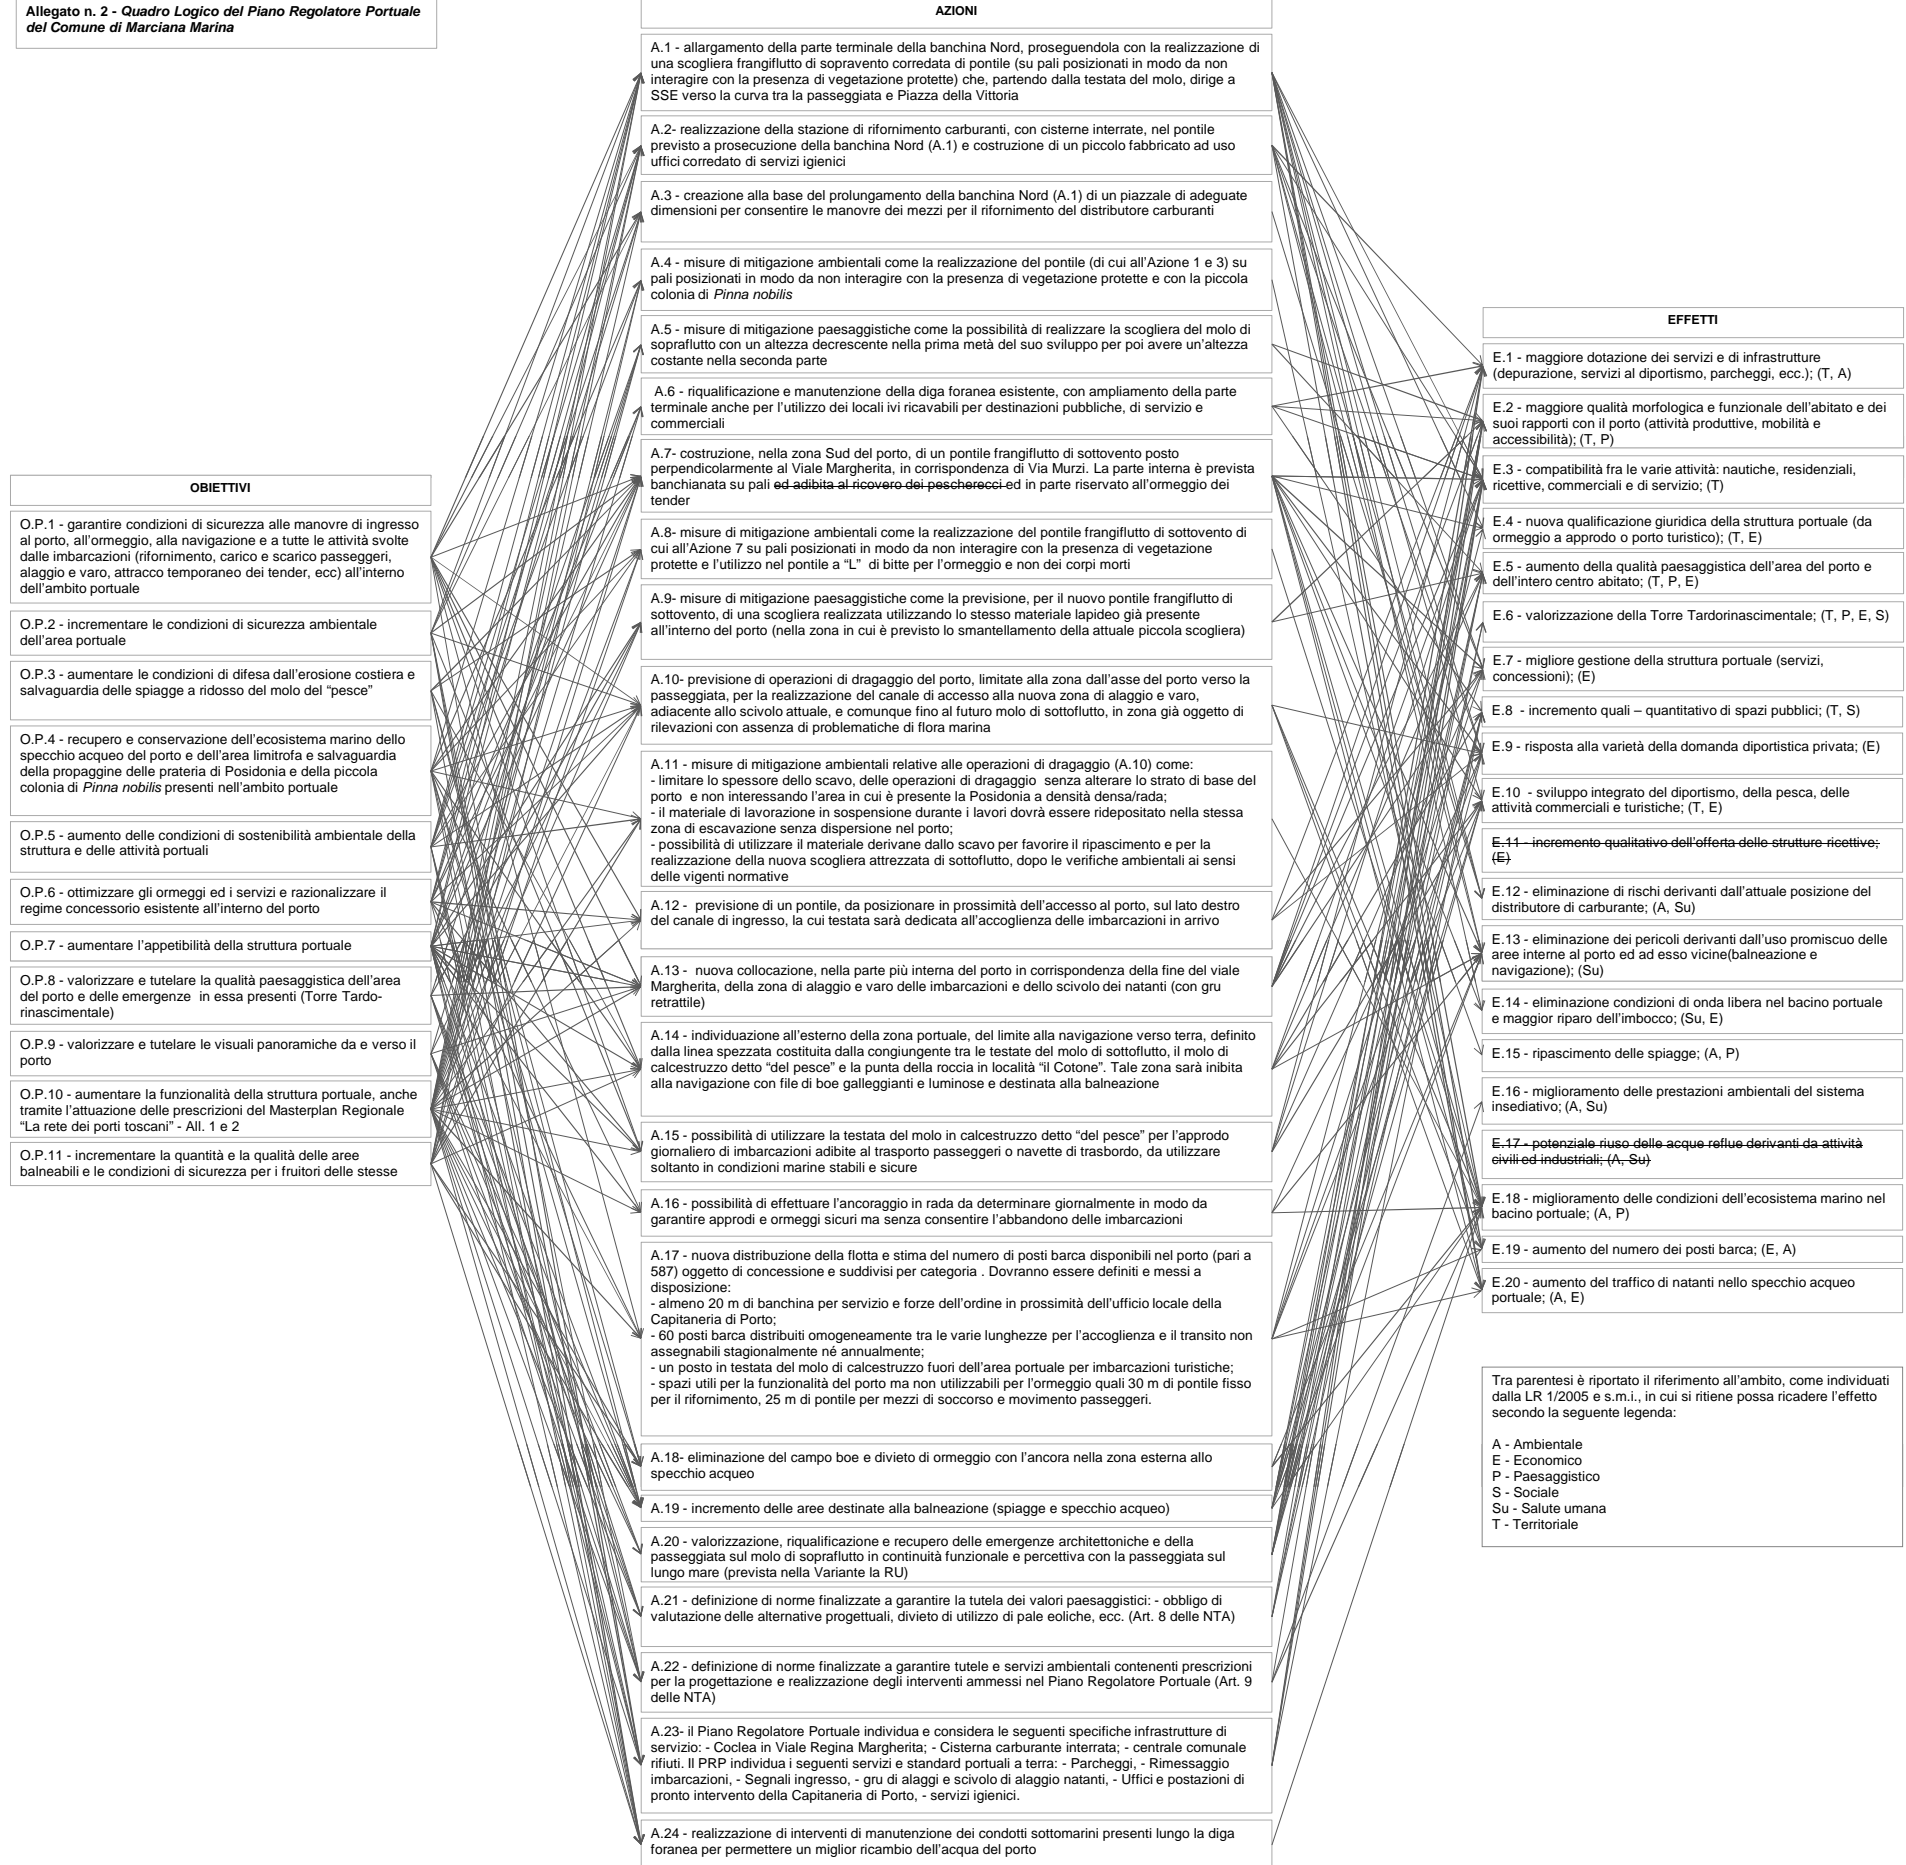 Allegato n. 2 - Quadro Logico del Piano Regolatore Portuale
del Comune di Marciana Marina
OBIETTIVI
O.P.1 - garantire condizioni di sicurezza alle manovre di ingresso
al porto, all'ormeggio, alla navigazione e a tutte le attività svolte
dalle imbarcazioni (rifornimento, carico e scarico passeggeri,
alaggio e varo, attracco temporaneo dei tender, ecc) all'interno
dell'ambito portuale
O.P.2 - incrementare le condizioni di sicurezza ambientale
dell'area portuale
O.P.3 - aumentare le condizioni di difesa dall'erosione costiera e
salvaguardia delle spiagge a ridosso del molo del “pesce”
O.P.4 - recupero e conservazione dell'ecosistema marino dello
specchio acqueo del porto e dell'area limitrofa e salvaguardia
della propaggine delle prateria di Posidonia e della piccola
colonia di Pinna nobilis presenti nell'ambito portuale
O.P.5 - aumento delle condizioni di sostenibilità ambientale della
struttura e delle attività portuali
O.P.6 - ottimizzare gli ormeggi ed i servizi e razionalizzare il
regime concessorio esistente all'interno del porto
O.P.7 - aumentare l'appetibilità della struttura portuale
O.P.8 - valorizzare e tutelare la qualità paesaggistica dell'area
del porto e delle emergenze in essa presenti (Torre Tardo-
rinascimentale)
O.P.9 - valorizzare e tutelare le visuali panoramiche da e verso il
porto
O.P.10 - aumentare la funzionalità della struttura portuale, anche
tramite l'attuazione delle prescrizioni del Masterplan Regionale
“La rete dei porti toscani” - All. 1 e 2
O.P.11 - incrementare la quantità e la qualità delle aree
balneabili e le condizioni di sicurezza per i fruitori delle stesse
AZIONI
A.1 - allargamento della parte terminale della banchina Nord, proseguendola con la realizzazione di
una scogliera frangiflutto di sopravento corredata di pontile (su pali posizionati in modo da non
interagire con la presenza di vegetazione protette) che, partendo dalla testata del molo, dirige a
SSE verso la curva tra la passeggiata e Piazza della Vittoria
A.2- realizzazione della stazione di rifornimento carburanti, con cisterne interrate, nel pontile
previsto a prosecuzione della banchina Nord (A.1) e costruzione di un piccolo fabbricato ad uso
uffici corredato di servizi igienici
A.3 - creazione alla base del prolungamento della banchina Nord (A.1) di un piazzale di adeguate
dimensioni per consentire le manovre dei mezzi per il rifornimento del distributore carburanti
A.4 - misure di mitigazione ambientali come la realizzazione del pontile (di cui all'Azione 1 e 3) su
pali posizionati in modo da non interagire con la presenza di vegetazione protette e con la piccola
colonia di Pinna nobilis
A.5 - misure di mitigazione paesaggistiche come la possibilità di realizzare la scogliera del molo di
sopraflutto con un altezza decrescente nella prima metà del suo sviluppo per poi avere un'altezza
costante nella seconda parte
A.6 - riqualificazione e manutenzione della diga foranea esistente, con ampliamento della parte
terminale anche per l'utilizzo dei locali ivi ricavabili per destinazioni pubbliche, di servizio e
commerciali
A.7- costruzione, nella zona Sud del porto, di un pontile frangiflutto di sottovento posto
perpendicolarmente al Viale Margherita, in corrispondenza di Via Murzi. La parte interna è prevista
banchianata su pali ed adibita al ricovero dei pescherecci ed in parte riservato all'ormeggio dei
tender
A.8- misure di mitigazione ambientali come la realizzazione del pontile frangiflutto di sottovento di
cui all'Azione 7 su pali posizionati in modo da non interagire con la presenza di vegetazione
protette e l'utilizzo nel pontile a “L” di bitte per l'ormeggio e non dei corpi morti
A.9- misure di mitigazione paesaggistiche come la previsione, per il nuovo pontile frangiflutto di
sottovento, di una scogliera realizzata utilizzando lo stesso materiale lapideo già presente
all'interno del porto (nella zona in cui è previsto lo smantellamento della attuale piccola scogliera)
A.10- previsione di operazioni di dragaggio del porto, limitate alla zona dall'asse del porto verso la
passeggiata, per la realizzazione del canale di accesso alla nuova zona di alaggio e varo,
adiacente allo scivolo attuale, e comunque fino al futuro molo di sottoflutto, in zona già oggetto di
rilevazioni con assenza di problematiche di flora marina
A.11 - misure di mitigazione ambientali relative alle operazioni di dragaggio (A.10) come:
- limitare lo spessore dello scavo, delle operazioni di dragaggio senza alterare lo strato di base del
porto e non interessando l'area in cui è presente la Posidonia a densità densa/rada;
- il materiale di lavorazione in sospensione durante i lavori dovrà essere ridepositato nella stessa
zona di escavazione senza dispersione nel porto;
- possibilità di utilizzare il materiale derivane dallo scavo per favorire il ripascimento e per la
realizzazione della nuova scogliera attrezzata di sottoflutto, dopo le verifiche ambientali ai sensi
delle vigenti normative
A.12 - previsione di un pontile, da posizionare in prossimità dell'accesso al porto, sul lato destro
del canale di ingresso, la cui testata sarà dedicata all'accoglienza delle imbarcazioni in arrivo
A.13 - nuova collocazione, nella parte più interna del porto in corrispondenza della fine del viale
Margherita, della zona di alaggio e varo delle imbarcazioni e dello scivolo dei natanti (con gru
retrattile)
A.14 - individuazione all'esterno della zona portuale, del limite alla navigazione verso terra, definito
dalla linea spezzata costituita dalla congiungente tra le testate del molo di sottoflutto, il molo di
calcestruzzo detto “del pesce” e la punta della roccia in località “il Cotone”. Tale zona sarà inibita
alla navigazione con file di boe galleggianti e luminose e destinata alla balneazione
A.15 - possibilità di utilizzare la testata del molo in calcestruzzo detto “del pesce” per l'approdo
giornaliero di imbarcazioni adibite al trasporto passeggeri o navette di trasbordo, da utilizzare
soltanto in condizioni marine stabili e sicure
A.16 - possibilità di effettuare l'ancoraggio in rada da determinare giornalmente in modo da
garantire approdi e ormeggi sicuri ma senza consentire l'abbandono delle imbarcazioni
A.17 - nuova distribuzione della flotta e stima del numero di posti barca disponibili nel porto (pari a
587) oggetto di concessione e suddivisi per categoria . Dovranno essere definiti e messi a
disposizione:
- almeno 20 m di banchina per servizio e forze dell'ordine in prossimità dell'ufficio locale della
Capitaneria di Porto;
- 60 posti barca distribuiti omogeneamente tra le varie lunghezze per l'accoglienza e il transito non
assegnabili stagionalmente né annualmente;
- un posto in testata del molo di calcestruzzo fuori dell'area portuale per imbarcazioni turistiche;
- spazi utili per la funzionalità del porto ma non utilizzabili per l'ormeggio quali 30 m di pontile fisso
per il rifornimento, 25 m di pontile per mezzi di soccorso e movimento passeggeri.
A.18- eliminazione del campo boe e divieto di ormeggio con l'ancora nella zona esterna allo
specchio acqueo
A.19 - incremento delle aree destinate alla balneazione (spiagge e specchio acqueo)
A.20 - valorizzazione, riqualificazione e recupero delle emergenze architettoniche e della
passeggiata sul molo di sopraflutto in continuità funzionale e percettiva con la passeggiata sul
lungo mare (prevista nella Variante la RU)
A.21 - definizione di norme finalizzate a garantire la tutela dei valori paesaggistici: - obbligo di
valutazione delle alternative progettuali, divieto di utilizzo di pale eoliche, ecc. (Art. 8 delle NTA)
A.22 - definizione di norme finalizzate a garantire tutele e servizi ambientali contenenti prescrizioni
per la progettazione e realizzazione degli interventi ammessi nel Piano Regolatore Portuale (Art. 9
delle NTA)
A.23- il Piano Regolatore Portuale individua e considera le seguenti specifiche infrastrutture di
servizio: - Coclea in Viale Regina Margherita; - Cisterna carburante interrata; - centrale comunale
rifiuti. Il PRP individua i seguenti servizi e standard portuali a terra: - Parcheggi, - Rimessaggio
imbarcazioni, - Segnali ingresso, - gru di alaggi e scivolo di alaggio natanti, - Uffici e postazioni di
pronto intervento della Capitaneria di Porto, - servizi igienici.
A.24 - realizzazione di interventi di manutenzione dei condotti sottomarini presenti lungo la diga
foranea per permettere un miglior ricambio dell'acqua del porto
EFFETTI
E.1 - maggiore dotazione dei servizi e di infrastrutture
(depurazione, servizi al diportismo, parcheggi, ecc.); (T, A)
E.2 - maggiore qualità morfologica e funzionale dell'abitato e dei
suoi rapporti con il porto (attività produttive, mobilità e
accessibilità); (T, P)
E.3 - compatibilità fra le varie attività: nautiche, residenziali,
ricettive, commerciali e di servizio; (T)
E.4 - nuova qualificazione giuridica della struttura portuale (da
ormeggio a approdo o porto turistico); (T, E)
E.5 - aumento della qualità paesaggistica dell'area del porto e
dell'intero centro abitato; (T, P, E)
E.6 - valorizzazione della Torre Tardorinascimentale; (T, P, E, S)
E.7 - migliore gestione della struttura portuale (servizi,
concessioni); (E)
E.8 - incremento quali – quantitativo di spazi pubblici; (T, S)
E.9 - risposta alla varietà della domanda diportistica privata; (E)
E.10 - sviluppo integrato del diportismo, della pesca, delle
attività commerciali e turistiche; (T, E)
E.11 - incremento qualitativo dell'offerta delle strutture ricettive;
(E)
E.12 - eliminazione di rischi derivanti dall'attuale posizione del
distributore di carburante; (A, Su)
E.13 - eliminazione dei pericoli derivanti dall'uso promiscuo delle
aree interne al porto ed ad esso vicine(balneazione e
navigazione); (Su)
E.14 - eliminazione condizioni di onda libera nel bacino portuale
e maggior riparo dell'imbocco; (Su, E)
E.15 - ripascimento delle spiagge; (A, P)
E.16 - miglioramento delle prestazioni ambientali del sistema
insediativo; (A, Su)
E.17 - potenziale riuso delle acque reflue derivanti da attività
civili ed industriali; (A, Su)
E.18 - miglioramento delle condizioni dell'ecosistema marino nel
bacino portuale; (A, P)
E.19 - aumento del numero dei posti barca; (E, A)
E.20 - aumento del traffico di natanti nello specchio acqueo
portuale; (A, E)
Tra parentesi è riportato il riferimento all'ambito, come individuati
dalla LR 1/2005 e s.m.i., in cui si ritiene possa ricadere l'effetto
secondo la seguente legenda:
A - Ambientale
E - Economico
P - Paesaggistico
S - Sociale
Su - Salute umana
T - Territoriale